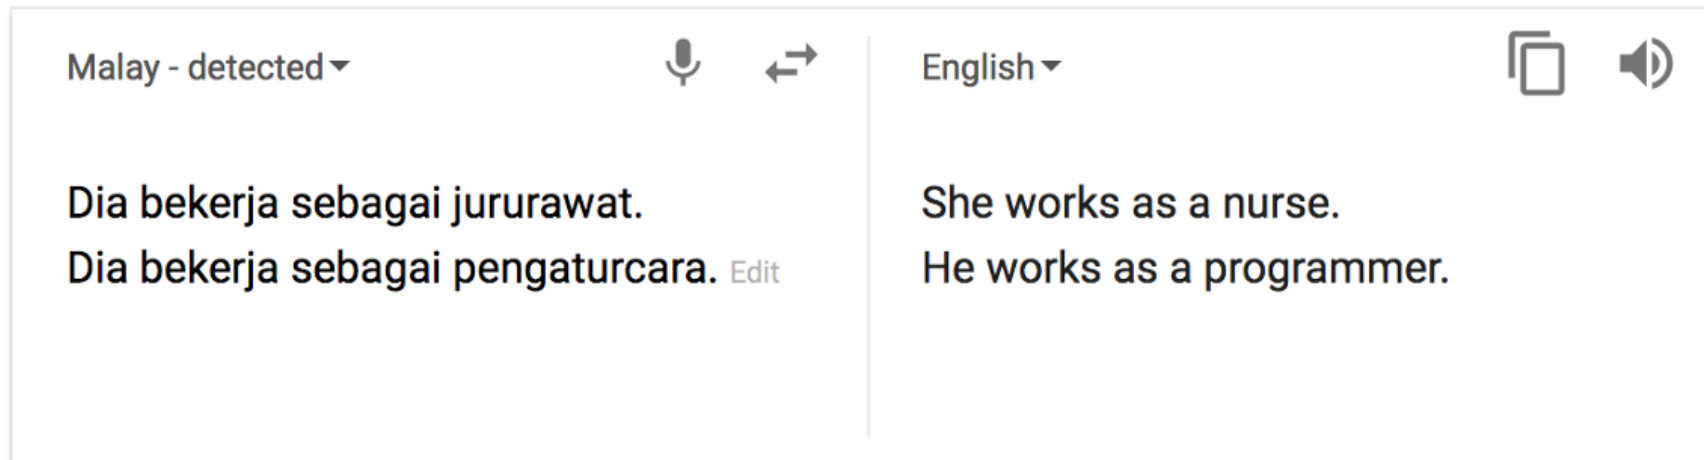 Malay - detected
English
Dia bekerja sebagai jururawat.
Dia bekerja sebagai pengaturcara. Edit
She works as a nurse.
He works as a programmer.